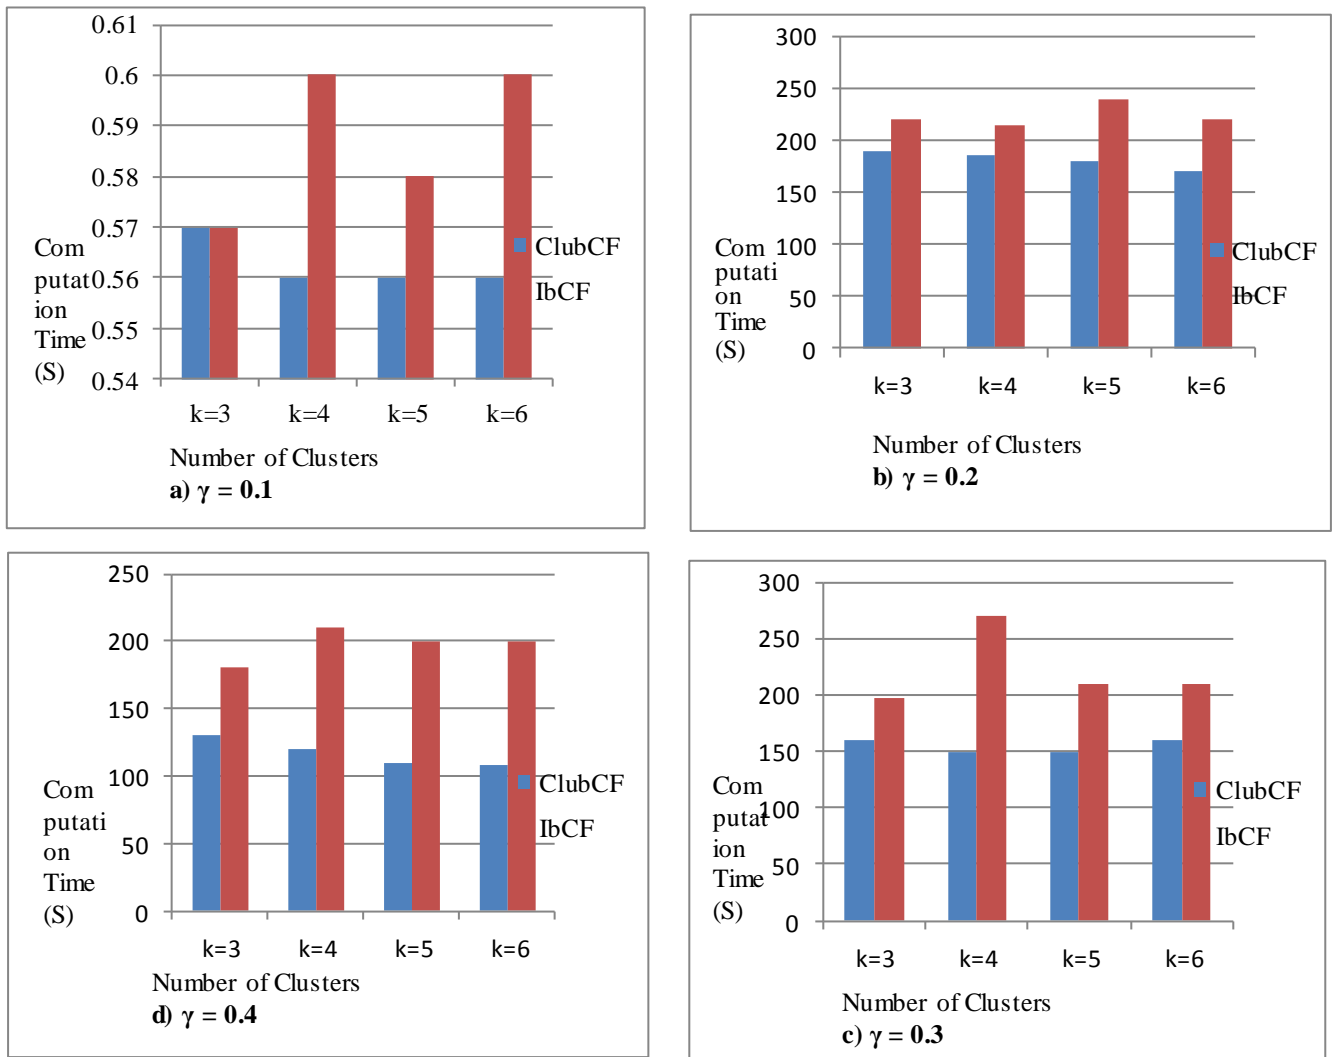 0.61
0.6
0.59
0.58
0.57
0.56
0.55
0.54
Com
putat
ion
Time
(S)
k=3 k=4 k=5 k=6
ClubCF
IbCF
Number of Clusters
a) γ = 0.1
300
250
200
150
100
50
0
Com
putati
on
Time
(S)
k=3 k=4 k=5 k=6
ClubCF
IbCF
Number of Clusters
b) γ = 0.2
250
200
150
100
50
0
Com
putati
on
Time
(S)
k=3 k=4 k=5 k=6
ClubCF
IbCF
Number of Clusters
d) γ = 0.4
300
250
200
150
100
50
0
Com
putat
ion
Time
(S)
k=3 k=4 k=5 k=6
ClubCF
IbCF
Number of Clusters
c) γ = 0.3